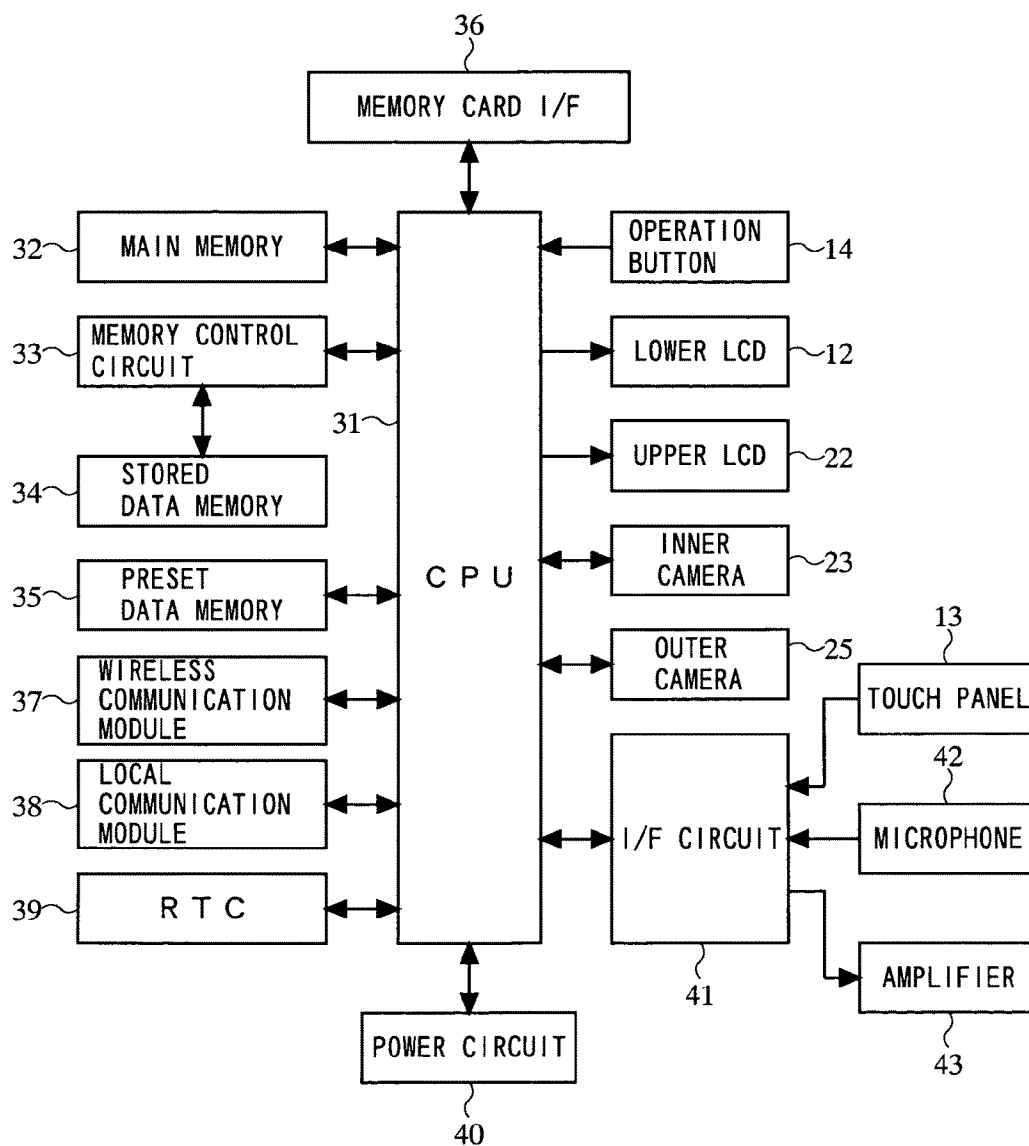 36
MEMORY CARD I/F
32
MAIN MEMORY
OPERATION
BUTTON
14
33
MEMORY CONTROL
CIRCUIT
31
LOWER LCD
12
34
STORED
DATA MEMORY
UPPER LCD
22
35
PRESET
DATA MEMORY
CPU
INNER
CAMERA
23
37
WIRELESS
COMMUNICATION
MODULE
OUTER
CAMERA
25
13
TOUCH PANEL
38
LOCAL
COMMUNICATION
MODULE
I/F CIRCUIT
41
42
MICROPHONE
39
RTC
AMPLIFIER
43
POWER CIRCUIT
40